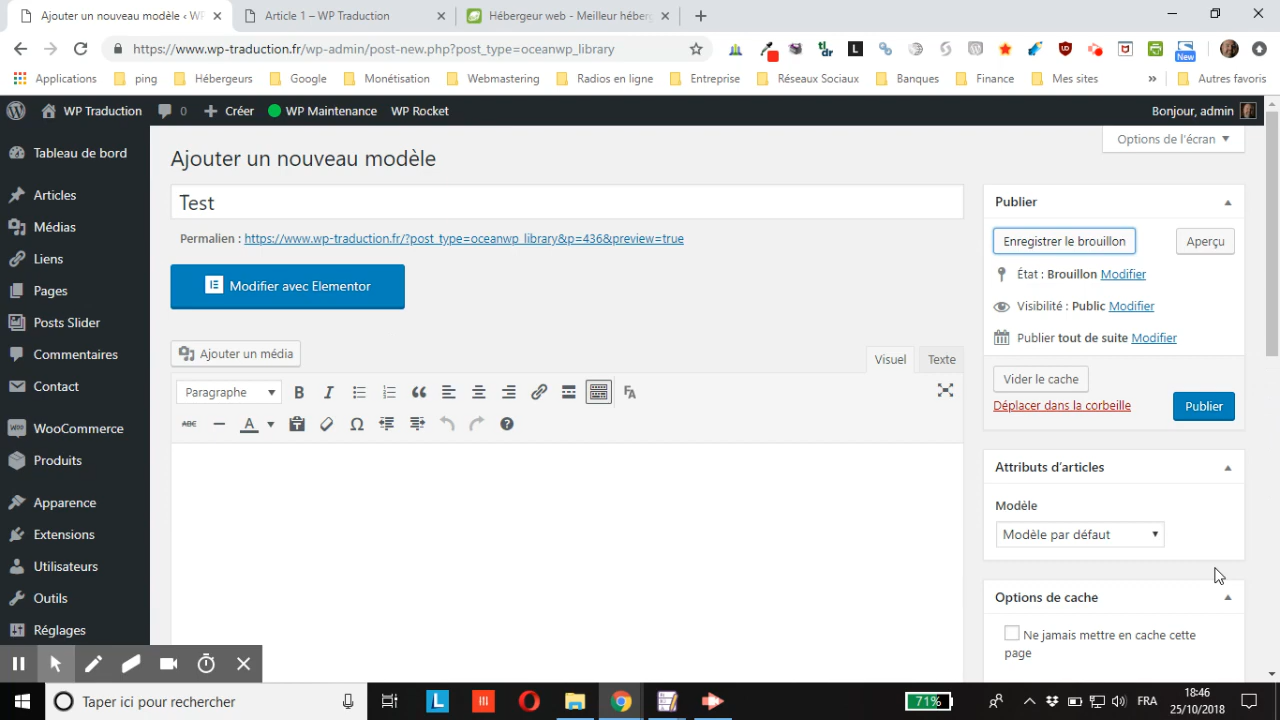 Ajouter un nouveau modèle ‹ WP
Article 1 – WP Traduction
Hébergeur web - Meilleur héberg
https://www.wp-traduction.fr/wp-admin/post-new.php?post_type=oceanwp_library
New
Applications
ping
Hébergeurs
Google
Monétisation
Webmastering
Radios en ligne
Entreprise
Réseaux Sociaux
Banques
Finance
Mes sites
»
Autres favoris
WP Traduction
0
Créer
WP Maintenance
WP Rocket
Bonjour, admin
Options de l'écran
Tableau de bord
Articles
Médias
Liens
Pages
Posts Slider
Commentaires
Contact
WooCommerce
Produits
Apparence
Extensions
Utilisateurs
Outils
Réglages
Ajouter un nouveau modèle
Test
Permalien : https://www.wp-traduction.fr/?post_type=oceanwp_library&p=436&preview=true
Modifier avec Elementor
Ajouter un média
Visuel
Texte
Paragraphe
Publier
Enregistrer le brouillon
Aperçu
État : Brouillon Modifier
Visibilité : Public Modifier
Publier tout de suite Modifier
Vider le cache
Déplacer dans la corbeille
Publier
Attributs d’articles
Modèle
Modèle par défaut
Options de cache
Ne jamais mettre en cache cette
page
Taper ici pour rechercher
71%
FRA
18:46
25/10/2018